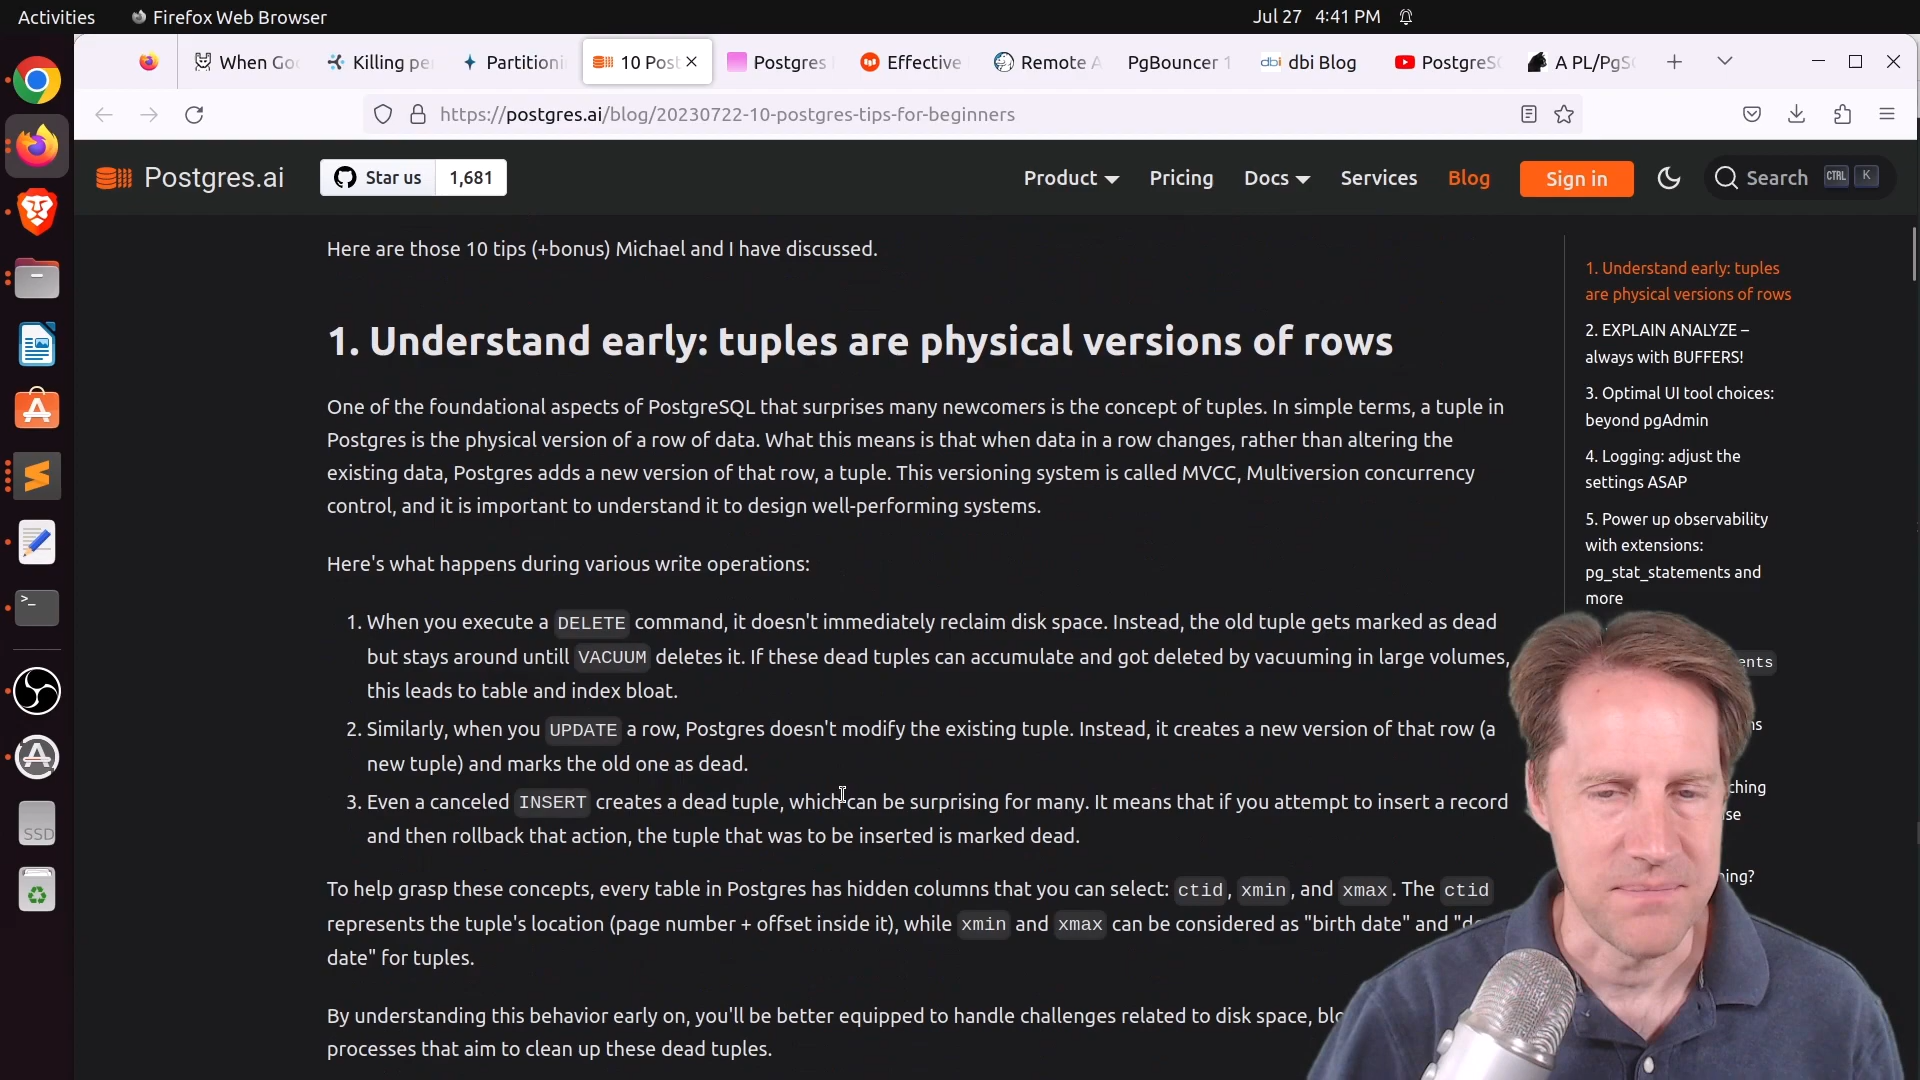 Activities Firefox Web Browser Jul 27 4:41 PM
When Goo Killing pe Partitioni 10 Post Postgres Effective Remote A PgBouncer 1 dbi dbi Blog PostgreSQ A PL/PgSQ
https://postgres.ai/blog/20230722-10-postgres-tips-for-beginners
Postgres.ai Star us 1,681 Product Pricing Docs Services Blog Sign in Search CTRL K
Here are those 10 tips (+bonus) Michael and I have discussed.
1. Understand early: tuples are physical versions of rows
One of the foundational aspects of PostgreSQL that surprises many newcomers is the concept of tuples. In simple terms, a tuple in
Postgres is the physical version of a row of data. What this means is that when data in a row changes, rather than altering the
existing data, Postgres adds a new version of that row, a tuple. This versioning system is called MVCC, Multiversion concurrency
control, and it is important to understand it to design well-performing systems.
Here's what happens during various write operations:
1. When you execute a DELETE command, it doesn't immediately reclaim disk space. Instead, the old tuple gets marked as dead
but stays around untill VACUUM deletes it. If these dead tuples can accumulate and got deleted by vacuuming in large volumes,
this leads to table and index bloat.
2. Similarly, when you UPDATE a row, Postgres doesn't modify the existing tuple. Instead, it creates a new version of that row (a
new tuple) and marks the old one as dead.
3. Even a canceled INSERT creates a dead tuple, which can be surprising for many. It means that if you attempt to insert a record
and then rollback that action, the tuple that was to be inserted is marked dead.
To help grasp these concepts, every table in Postgres has hidden columns that you can select: ctid, xmin, and xmax. The ctid
represents the tuple's location (page number + offset inside it), while xmin and xmax can be considered as "birth date" and "d
date" for tuples.
By understanding this behavior early on, you'll be better equipped to handle challenges related to disk space, blo
processes that aim to clean up these dead tuples.
1. Understand early: tuples
are physical versions of rows
2. EXPLAIN ANALYZE –
always with BUFFERS!
3. Optimal UI tool choices:
beyond pgAdmin
4. Logging: adjust the
settings ASAP
5. Power up observability
with extensions:
pg_stat_statements and
more
ents
ns
ching
se
ing?
SSD